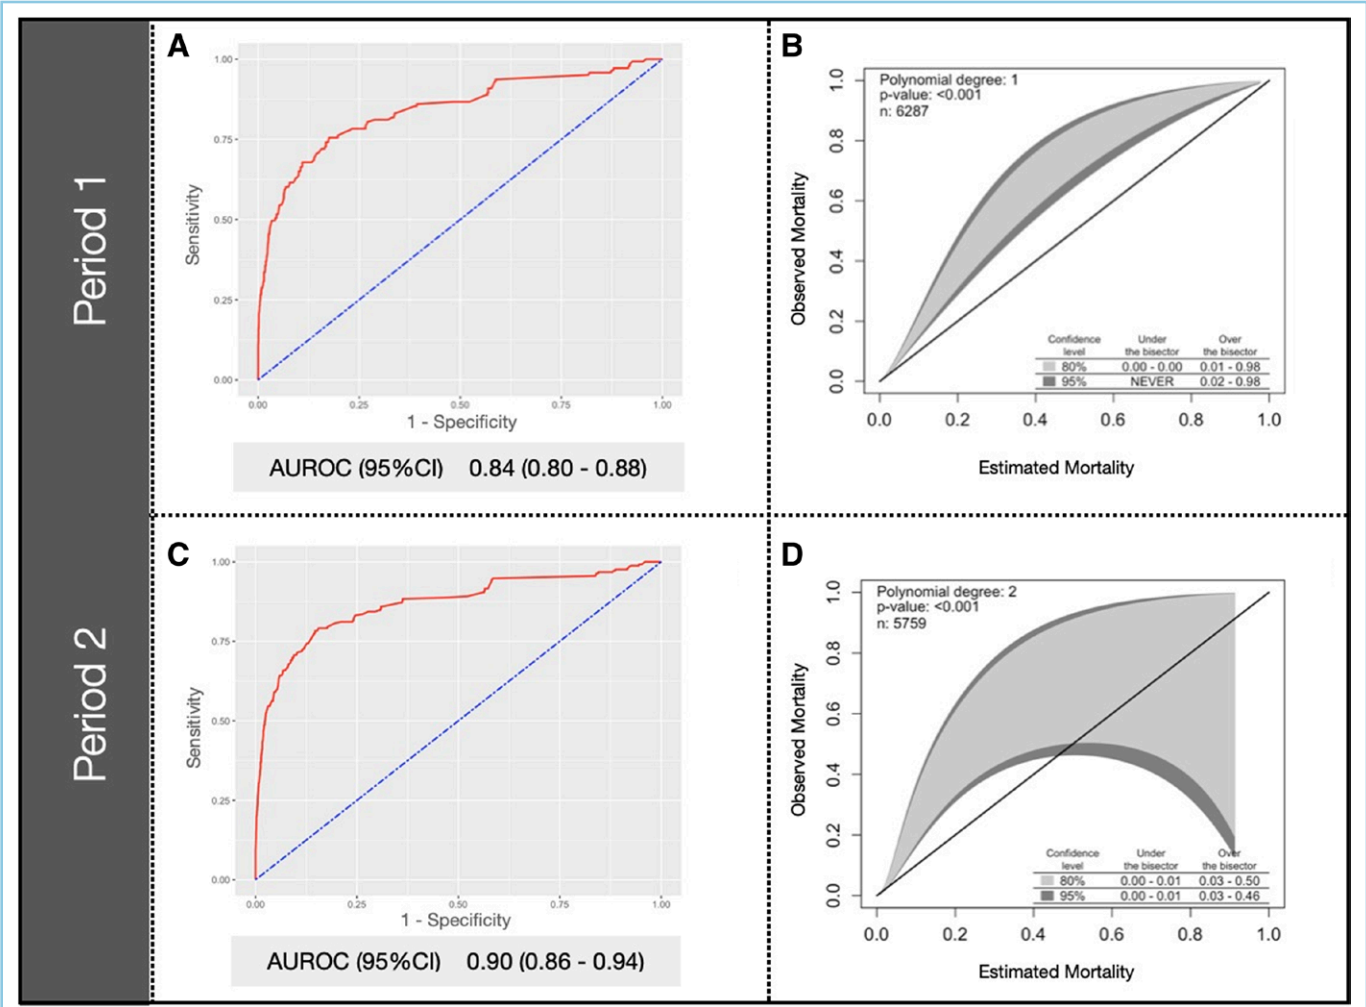 Period 1
A
1.00
0.75
0.50
0.25
0.00
Sensitivity
0.00 0.25 0.50 0.75 1.00
1 - Specificity
AUROC (95%CI) 0.84 (0.80 - 0.88)
B
Polynomial degree: 1
p-value: <0.001
n: 6287
1.0
0.8
0.6
0.4
0.2
0.0
Observed Mortality
Confidence level Under the bisector Over the bisector
80% 0.00 - 0.00 0.01 - 0.98
95% NEVER 0.02 - 0.98
0.0 0.2 0.4 0.6 0.8 1.0
Estimated Mortality
Period 2
C
1.00
0.75
0.50
0.25
0.00
Sensitivity
0.00 0.25 0.50 0.75 1.00
1 - Specificity
AUROC (95%CI) 0.90 (0.86 - 0.94)
D
Polynomial degree: 2
p-value: <0.001
n: 5759
1.0
0.8
0.6
0.4
0.2
0.0
Observed Mortality
Confidence level Under the bisector Over the bisector
80% 0.00 - 0.01 0.03 - 0.50
95% 0.00 - 0.01 0.03 - 0.46
0.0 0.2 0.4 0.6 0.8 1.0
Estimated Mortality